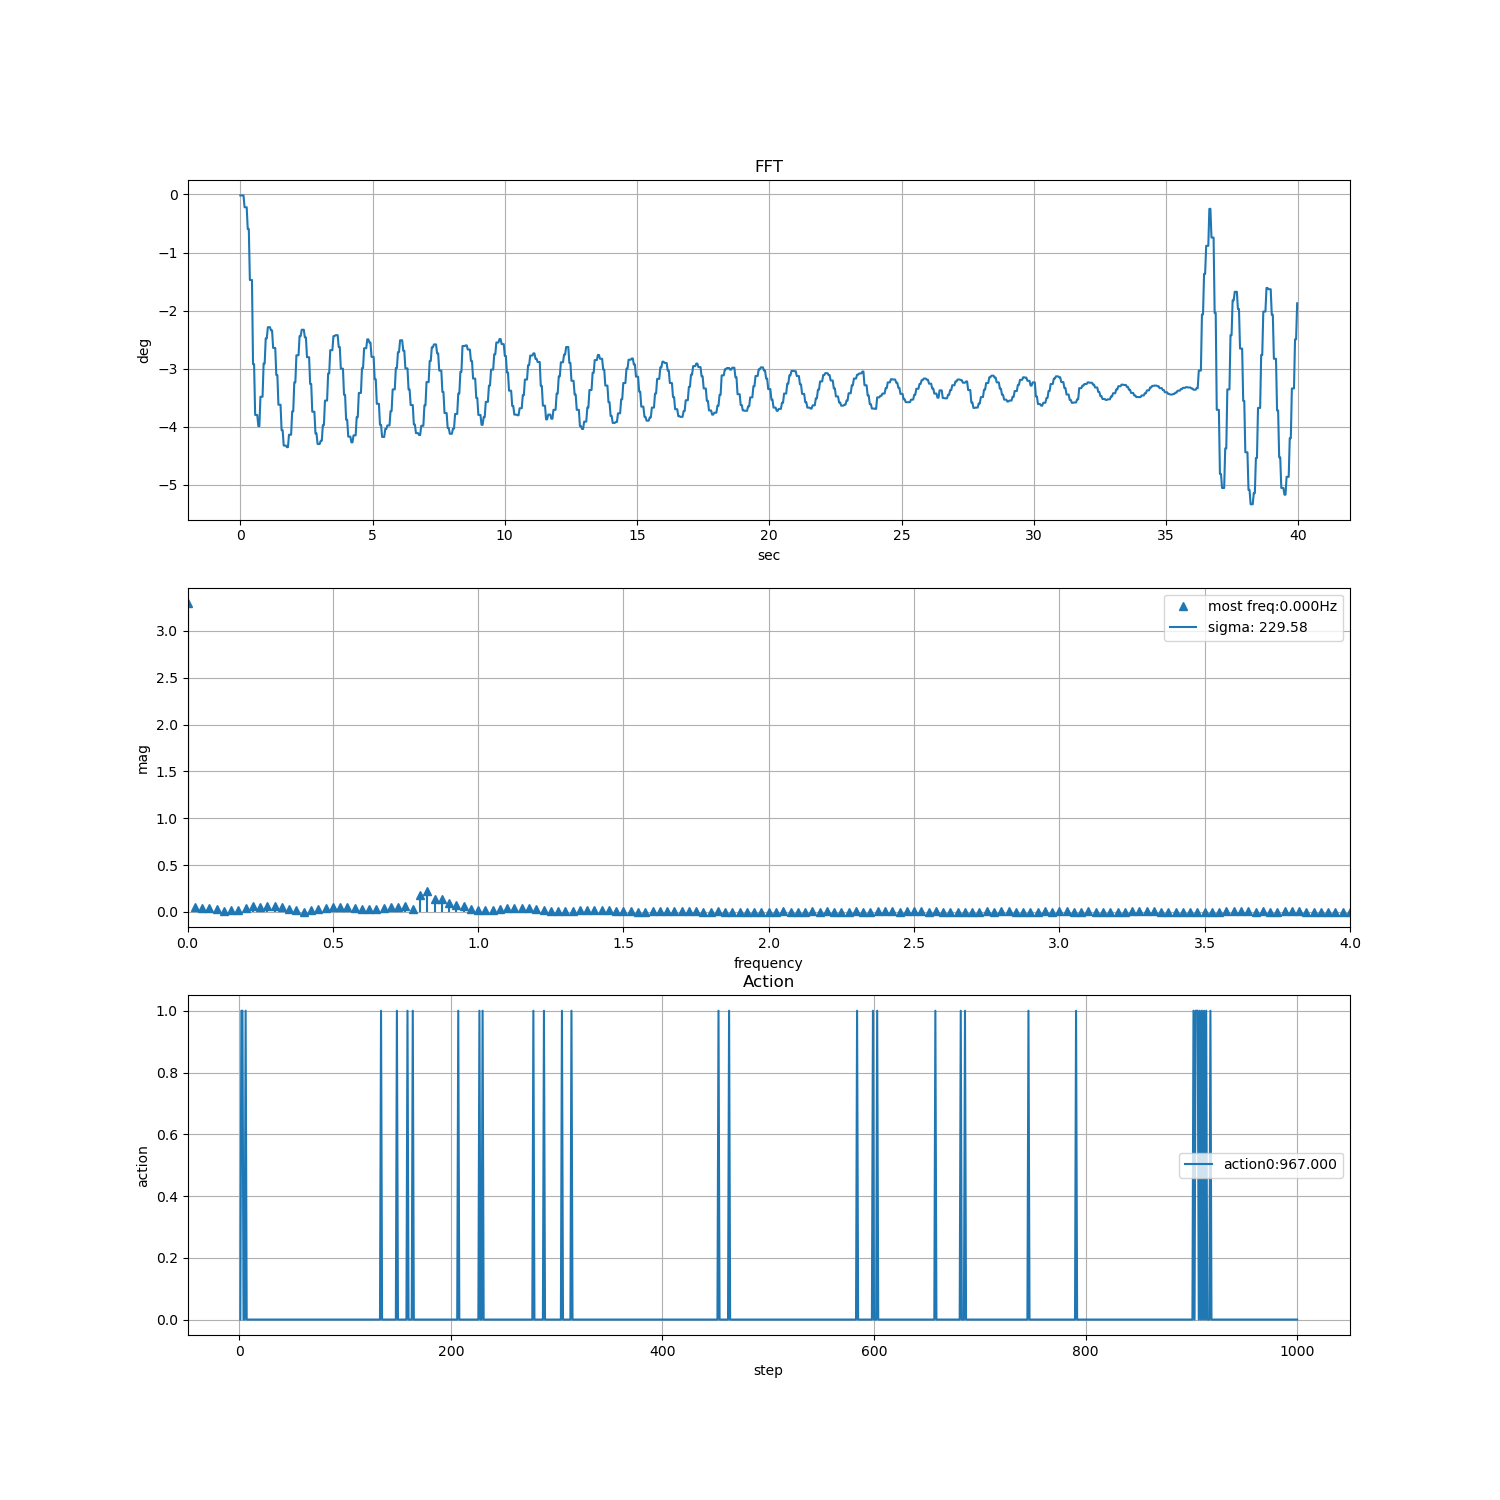 FFT
0
−1
−2
−3
−4
−5
deg
0 5 10 15 20 25 30 35 40
sec
most freq:0.000Hz
sigma: 229.58
3.0
2.5
2.0
1.5
1.0
0.5
0.0
mag
0.0 0.5 1.0 1.5 2.0 2.5 3.0 3.5 4.0
frequency
Action
1.0
0.8
0.6
0.4
0.2
0.0
action
action0:967.000
0 200 400 600 800 1000
step